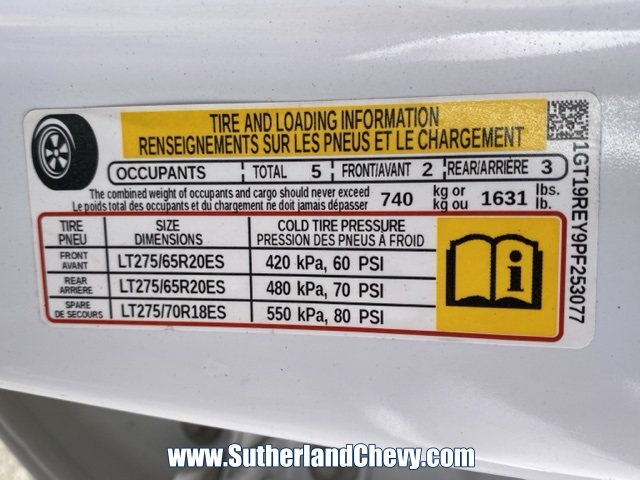 TIRE AND LOADING INFORMATION
RENSEIGNEMENTS SUR LES PNEUS ET LE CHARGEMENT
OCCUPANTS TOTAL 5 FRONT/AVANT 2 REAR/ARRIÈRE 3
The combined weight of occupants and cargo should never exceed 740 kg or 1631 lbs.
Le poids total des occupants et du chargement ne doit jamais dépasser kg ou lb.
TIRE SIZE COLD TIRE PRESSURE
PNEU DIMENSIONS PRESSION DES PNEUS À FROID
FRONT AVANT LT275/65R20ES 420 kPa, 60 PSI
REAR ARRIÈRE LT275/65R20ES 480 kPa, 70 PSI
SPARE DE SECOURS LT275/70R18ES 550 kPa, 80 PSI
1GT19REY9PF253077
www.SutherlandChevy.com